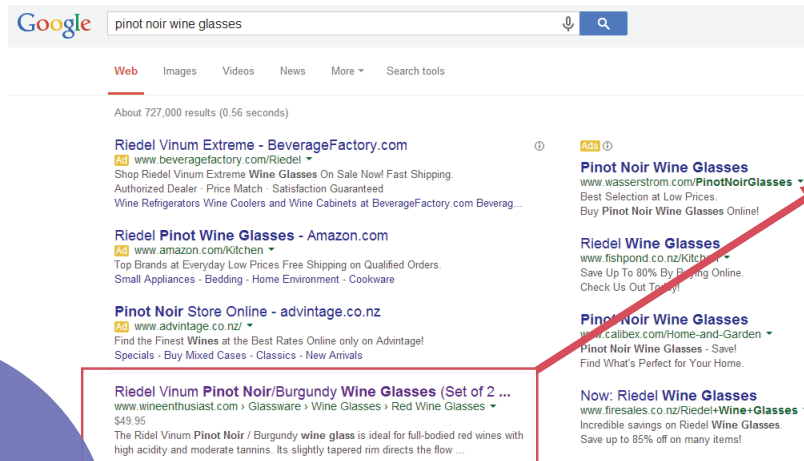 Google
pinot noir wine glasses
Web Images Videos News More Search tools
About 727,000 results (0.56 seconds)
Riedel Vinum Extreme - BeverageFactory.com
Ad www.beveragefactory.com/Riedel
Shop Riedel Vinum Extreme Wine Glasses On Sale Now! Fast Shipping.
Authorized Dealer · Price Match · Satisfaction Guaranteed
Wine Refrigerators Wine Coolers and Wine Cabinets at BeverageFactory.com Beverag...
Riedel Pinot Wine Glasses - Amazon.com
Ad www.amazon.com/Kitchen
Top Brands at Everyday Low Prices Free Shipping on Qualified Orders.
Small Appliances - Bedding - Home Environment - Cookware
Pinot Noir Store Online - advintage.co.nz
Ad www.advintage.co.nz/
Find the Finest Wines at the Best Rates Online only on Advintage!
Specials - Buy Mixed Cases - Classics - New Arrivals
Riedel Vinum Pinot Noir/Burgundy Wine Glasses (Set of 2 ...
www.wineenthusiast.com › Glassware › Wine Glasses › Red Wine Glasses
$49.95
The Ridel Vinum Pinot Noir / Burgundy wine glass is ideal for full-bodied red wines with
high acidity and moderate tannins. Its slightly tapered rim directs the flow ...
Ads
Pinot Noir Wine Glasses
www.wasserstrom.com/PinotNoirGlasses
Best Selection at Low Prices.
Buy Pinot Noir Wine Glasses Online!
Riedel Wine Glasses
www.fishpond.co.nz/Kitchen
Save Up To 80% By Buying Online.
Check Us Out Today!
Pinot Noir Wine Glasses
www.calibex.com/Home-and-Garden
Pinot Noir Wine Glasses - Save!
Find What's Perfect for Your Home.
Now: Riedel Wine Glasses
www.firesales.co.nz/Riedel+Wine+Glasses
Incredible savings on Riedel Wine Glasses.
Save up to 85% off on many items!